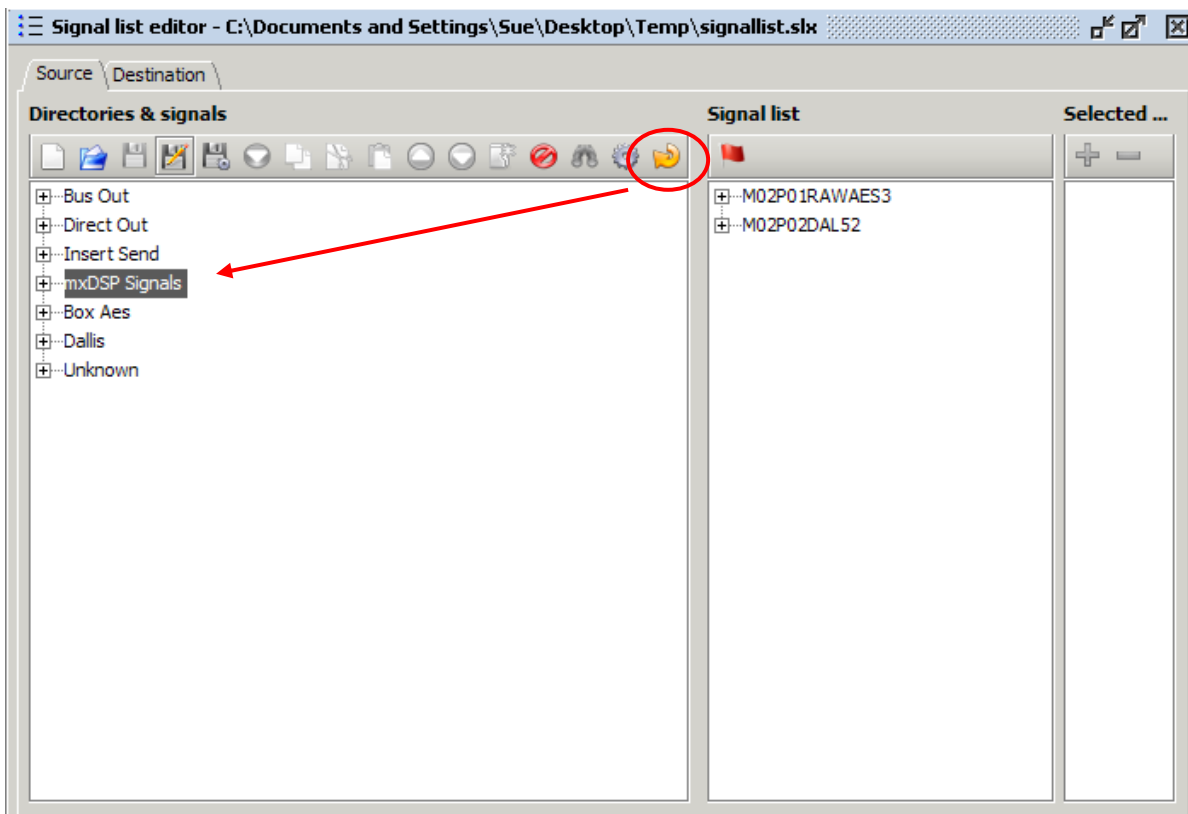 Signal list editor - C:\Documents and Settings\Sue\Desktop\Temp\signallist.slx
Source Destination
Directories & signals
Signal list
Selected ...
Bus Out
Direct Out
Insert Send
mxDSP Signals
Box Aes
Dallis
Unknown
M02P01RAWAES3
M02P02DAL52